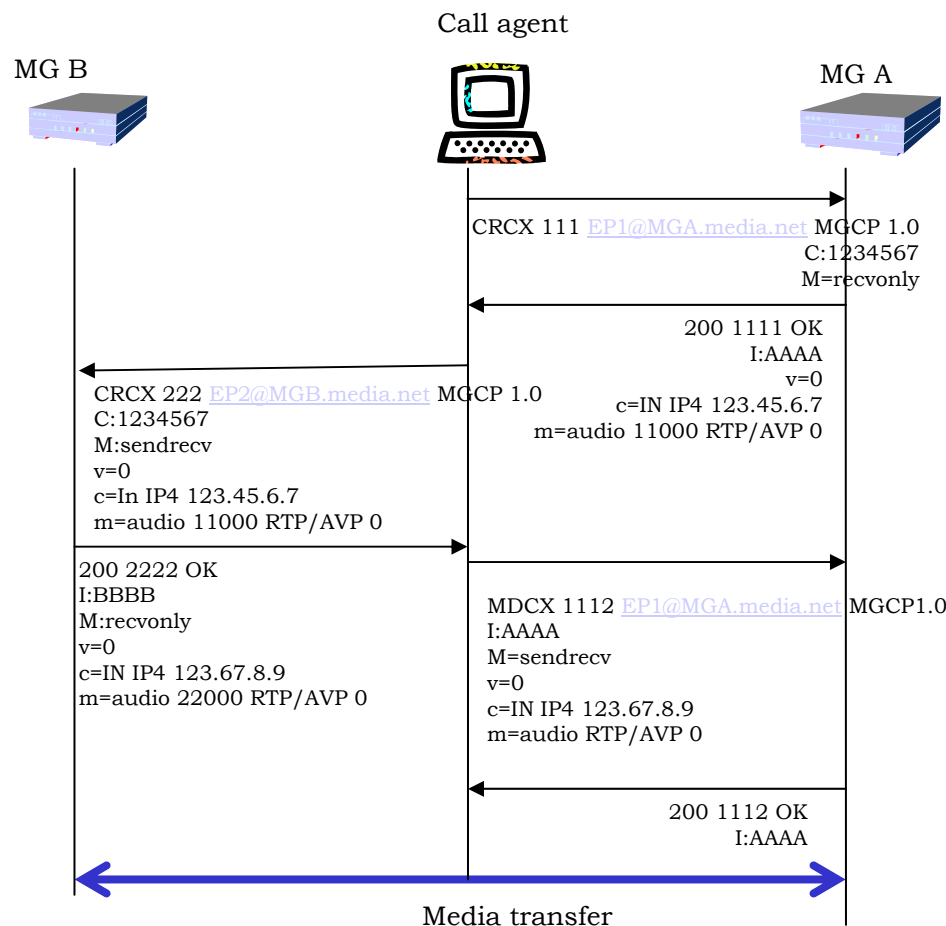 Call agent
MG B
MG A
CRCX 111 EP1@MGA.media.net MGCP 1.0
C:1234567
M=recvonly
200 1111 OK
I:AAAA
v=0
c=IN IP4 123.45.6.7
m=audio 11000 RTP/AVP 0
CRCX 222 EP2@MGB.media.net MGCP 1.0
C:1234567
M:sendrecv
v=0
c=In IP4 123.45.6.7
m=audio 11000 RTP/AVP 0
200 2222 OK
I:BBBB
M:recvonly
v=0
c=IN IP4 123.67.8.9
m=audio 22000 RTP/AVP 0
MDCX 1112 EP1@MGA.media.net MGCP1.0
I:AAAA
M=sendrecv
v=0
c=IN IP4 123.67.8.9
m=audio RTP/AVP 0
200 1112 OK
I:AAAA
Media transfer